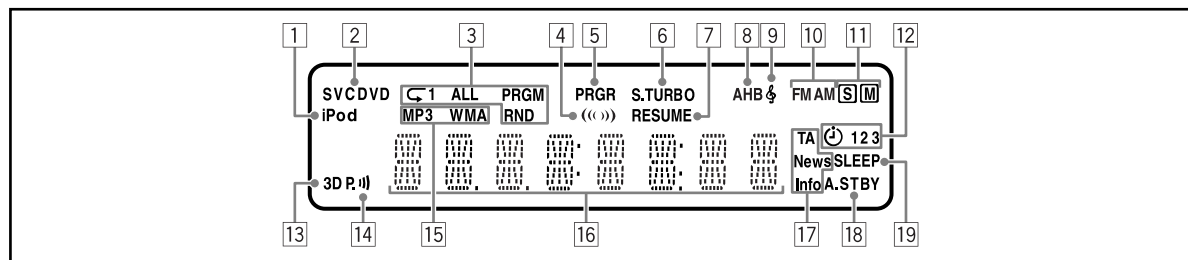 1 2 3 4 5 6 7 8 9 10 11 12
SVCDVD 1 ALL PRGM PRGR S.TURBO AHB FM AM S M
iPod MP3 WMA RND ((( ))) RESUME TA 1 2 3
News SLEEP
3D P. Info A.STBY
13 14 15 16 17 18 19